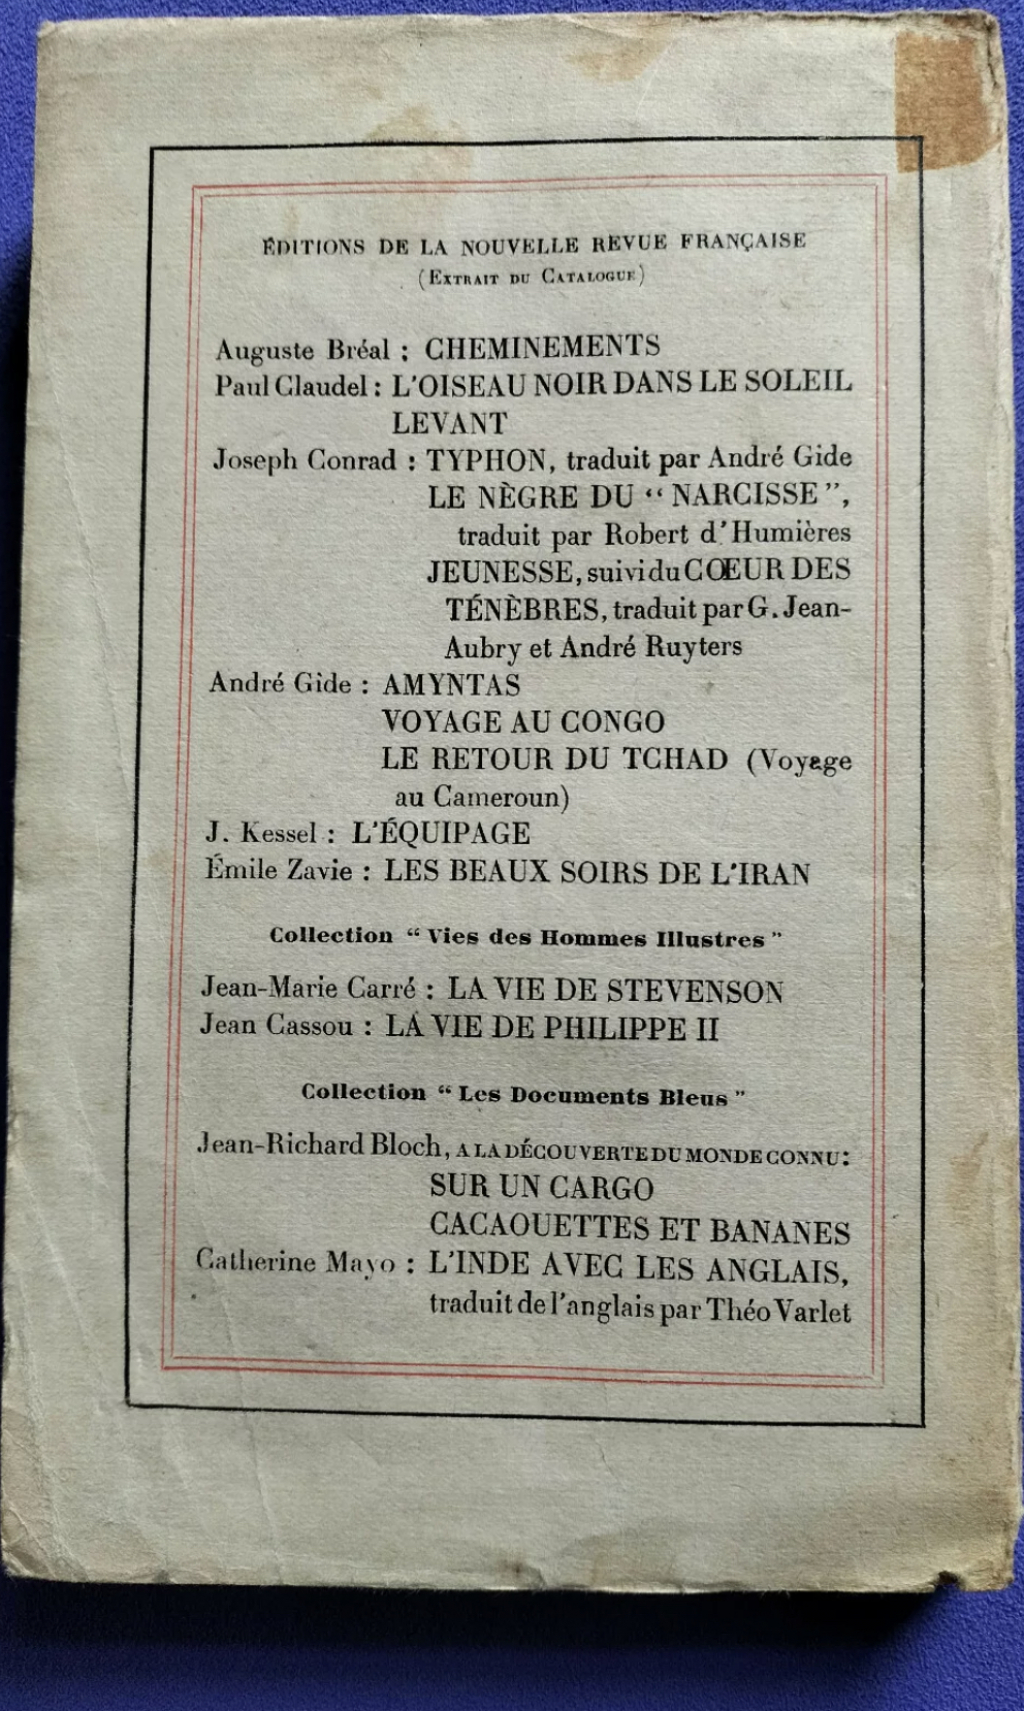 ÉDITIONS DE LA NOUVELLE REVUE FRANÇAISE
(EXTRAIT DU CATALOGUE)
Auguste Bréal : CHEMINEMENTS
Paul Claudel : L'OISEAU NOIR DANS LE SOLEIL
LEVANT
Joseph Conrad : TYPHON, traduit par André Gide
LE NÈGRE DU “ NARCISSE ”,
traduit par Robert d'Humières
JEUNESSE, suivi du CŒUR DES
TÉNÈBRES, traduit par G. Jean-
Aubry et André Ruyters
André Gide : AMYNTAS
VOYAGE AU CONGO
LE RETOUR DU TCHAD (Voyage
au Cameroun)
J. Kessel : L'ÉQUIPAGE
Émile Zavie : LES BEAUX SOIRS DE L'IRAN
Collection “ Vies des Hommes Illustres ”
Jean-Marie Carré : LA VIE DE STEVENSON
Jean Cassou : LA VIE DE PHILIPPE II
Collection “ Les Documents Bleus ”
Jean-Richard Bloch, A LA DÉCOUVERTE DU MONDE CONNU :
SUR UN CARGO
CACAOUETTES ET BANANES
Catherine Mayo : L'INDE AVEC LES ANGLAIS,
traduit de l'anglais par Théo Varlet